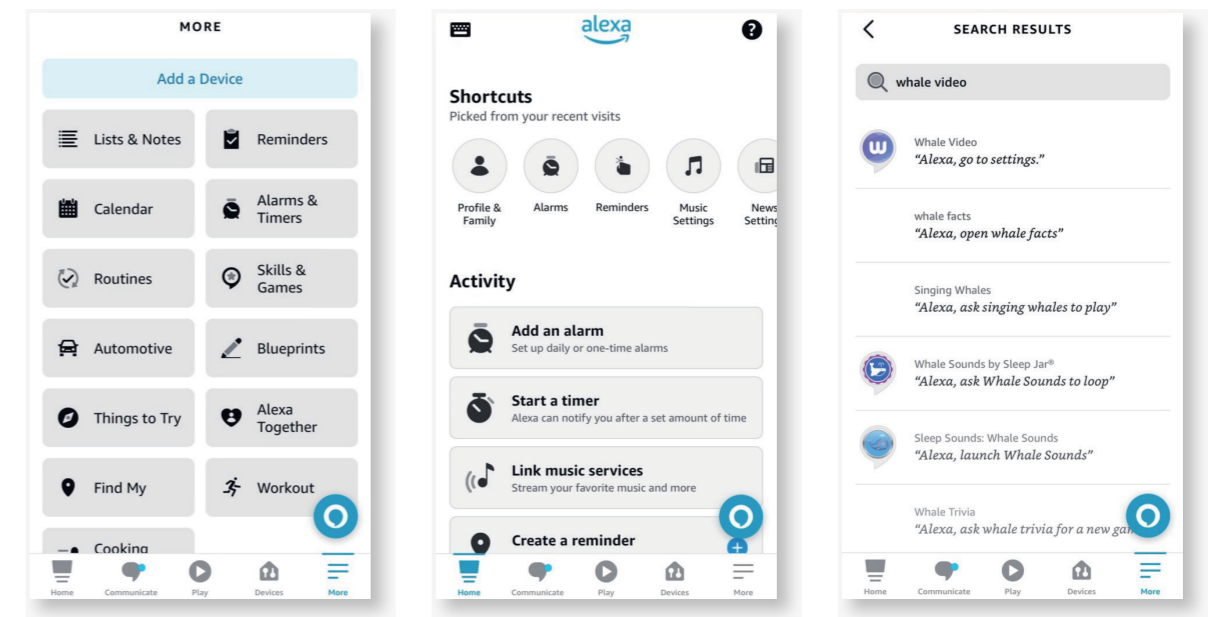 MORE
Add a Device
Lists & Notes
Reminders
Calendar
Alarms &
Timers
Routines
Skills &
Games
Automotive
Blueprints
Things to Try
Alexa
Together
Find My
Workout
Cooking
Home
Communicate
Play
Devices
More
alexa
?
Shortcuts
Picked from your recent visits
Profile &
Family
Alarms
Reminders
Music
Settings
News
Setting
Activity
Add an alarm
Set up daily or one-time alarms
Start a timer
Alexa can notify you after a set amount of time
Link music services
Stream your favorite music and more
Create a reminder
Home
Communicate
Play
Devices
More
SEARCH RESULTS
whale video
w
Whale Video
“Alexa, go to settings.”
whale facts
“Alexa, open whale facts”
Singing Whales
“Alexa, ask singing whales to play”
Whale Sounds by Sleep Jar®
“Alexa, ask Whale Sounds to loop”
Sleep Sounds: Whale Sounds
“Alexa, launch Whale Sounds”
Whale Trivia
“Alexa, ask whale trivia for a new gam
Home
Communicate
Play
Devices
More